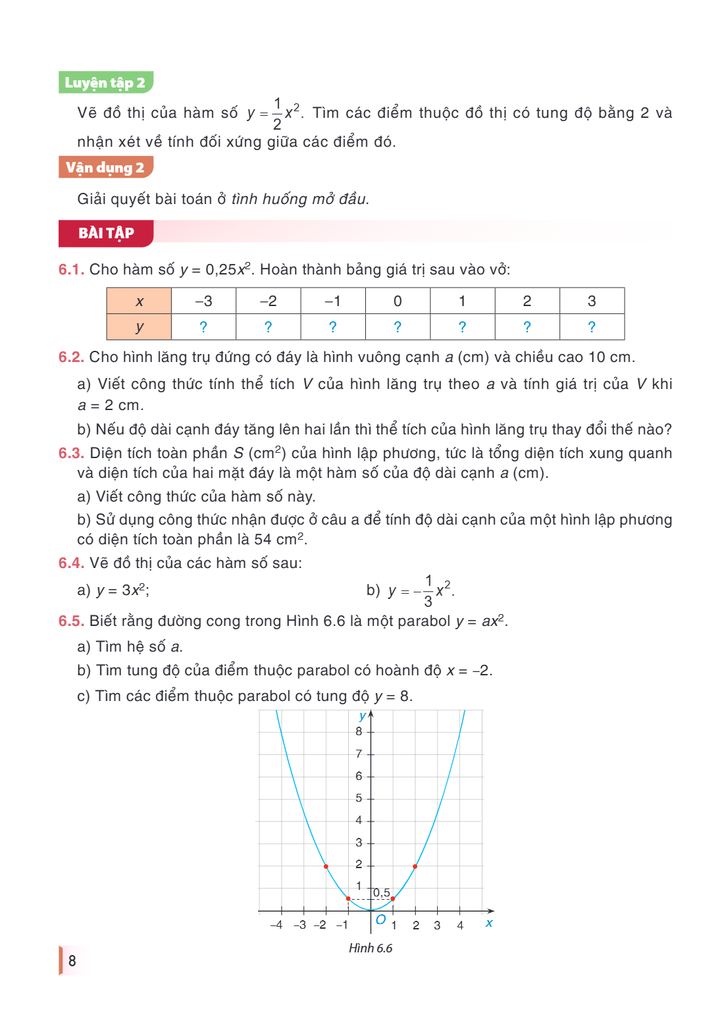 Luyện tập 2
Vẽ đồ thị của hàm số y = 1/2 x². Tìm các điểm thuộc đồ thị có tung độ bằng 2 và
nhận xét về tính đối xứng giữa các điểm đó.
Vận dụng 2
Giải quyết bài toán ở tình huống mở đầu.
BÀI TẬP
6.1. Cho hàm số y = 0,25x². Hoàn thành bảng giá trị sau vào vở:
x –3 –2 –1 0 1 2 3
y ? ? ? ? ? ? ?
6.2. Cho hình lăng trụ đứng có đáy là hình vuông cạnh a (cm) và chiều cao 10 cm.
a) Viết công thức tính thể tích V của hình lăng trụ theo a và tính giá trị của V khi
a = 2 cm.
b) Nếu độ dài cạnh đáy tăng lên hai lần thì thể tích của hình lăng trụ thay đổi thế nào?
6.3. Diện tích toàn phần S (cm²) của hình lập phương, tức là tổng diện tích xung quanh
và diện tích của hai mặt đáy là một hàm số của độ dài cạnh a (cm).
a) Viết công thức của hàm số này.
b) Sử dụng công thức nhận được ở câu a để tính độ dài cạnh của một hình lập phương
có diện tích toàn phần là 54 cm².
6.4. Vẽ đồ thị của các hàm số sau:
a) y = 3x²; b) y = –1/3 x².
6.5. Biết rằng đường cong trong Hình 6.6 là một parabol y = ax².
a) Tìm hệ số a.
b) Tìm tung độ của điểm thuộc parabol có hoành độ x = –2.
c) Tìm các điểm thuộc parabol có tung độ y = 8.
y
8
7
6
5
4
3
2
1
0,5
–4 –3 –2 –1 O 1 2 3 4 x
Hình 6.6
8